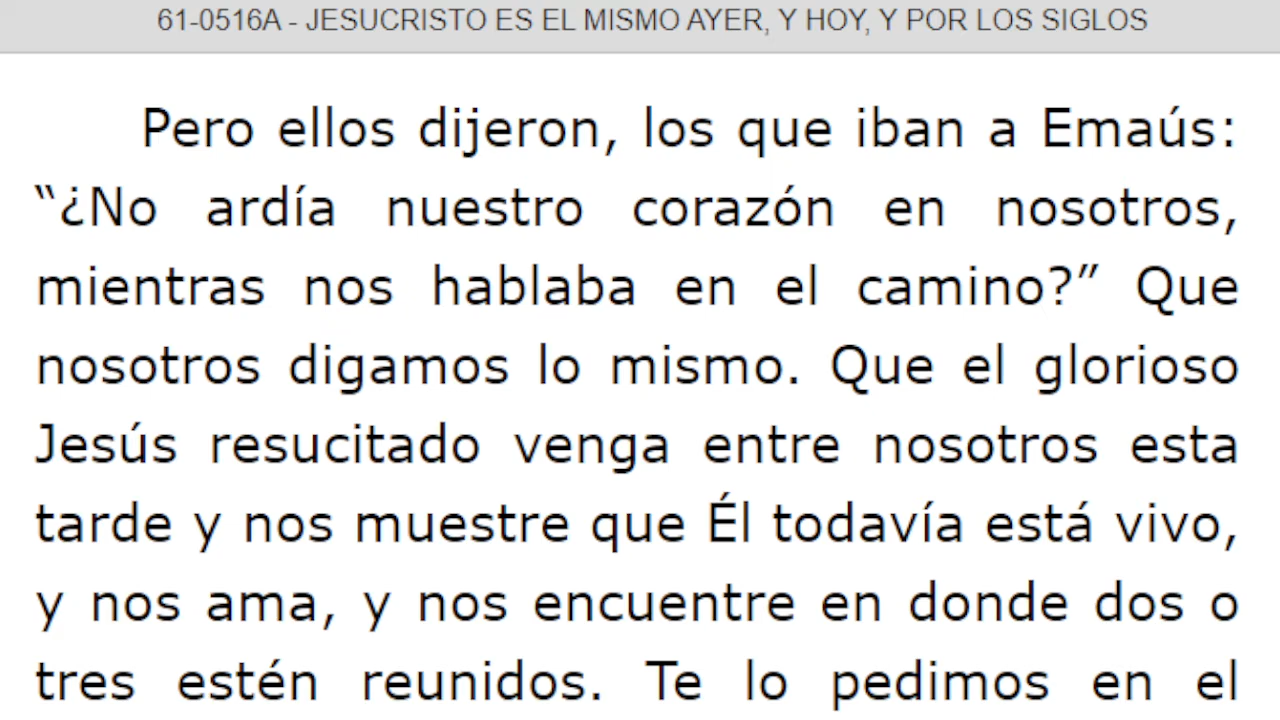 61-0516A - JESUCRISTO ES EL MISMO AYER, Y HOY, Y POR LOS SIGLOS
Pero ellos dijeron, los que iban a Emaús:
“¿No ardía nuestro corazón en nosotros,
mientras nos hablaba en el camino?” Que
nosotros digamos lo mismo. Que el glorioso
Jesús resucitado venga entre nosotros esta
tarde y nos muestre que Él todavía está vivo,
y nos ama, y nos encuentre en donde dos o
tres estén reunidos. Te lo pedimos en el